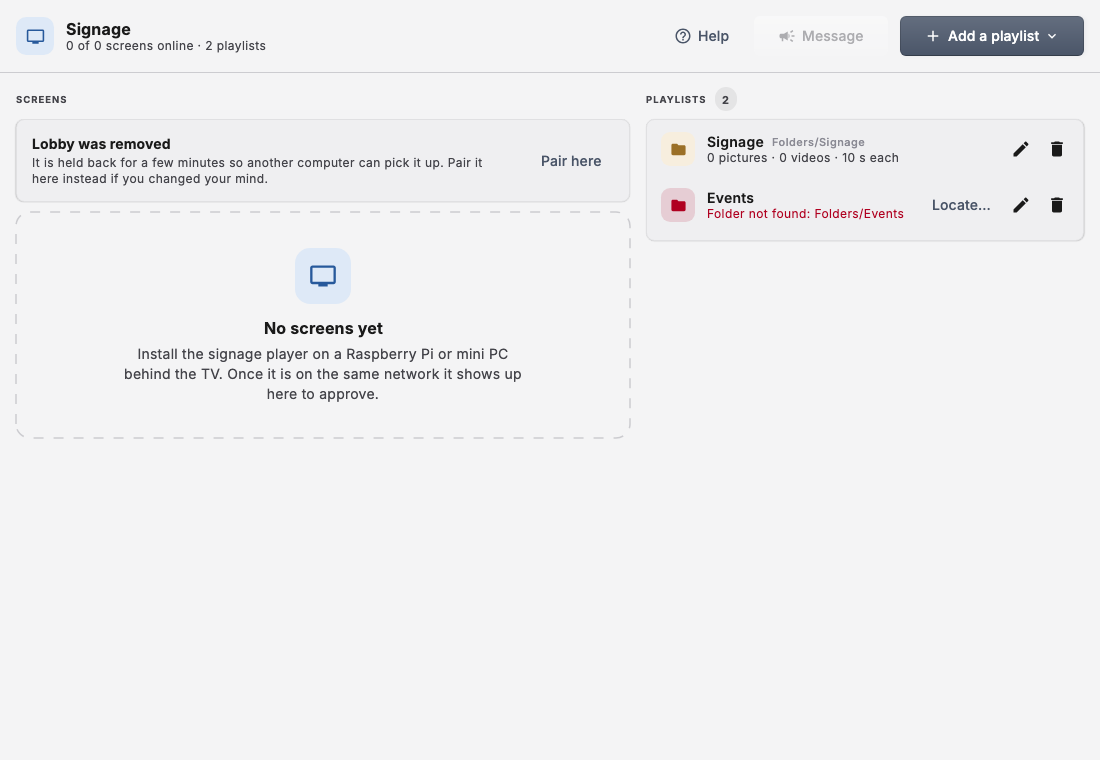 Signage
0 of 0 screens online · 2 playlists
Help
Message
Add a playlist
SCREENS
Lobby was removed
It is held back for a few minutes so another computer can pick it up. Pair it
here instead if you changed your mind.
Pair here
No screens yet
Install the signage player on a Raspberry Pi or mini PC
behind the TV. Once it is on the same network it shows up
here to approve.
PLAYLISTS 2
Signage Folders/Signage
0 pictures · 0 videos · 10 s each
Events
Folder not found: Folders/Events
Locate...